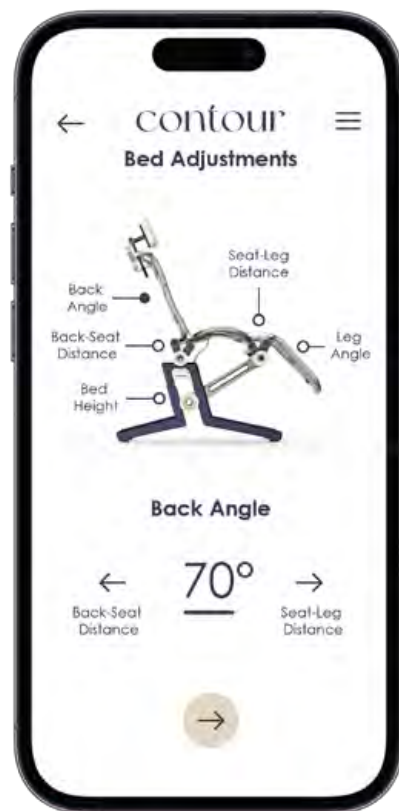 contour
Bed Adjustments
Seat-Leg
Distance
Back
Angle
Back-Seat
Distance
Leg
Angle
Bed
Height
Back Angle
70°
Back-Seat
Distance
Seat-Leg
Distance